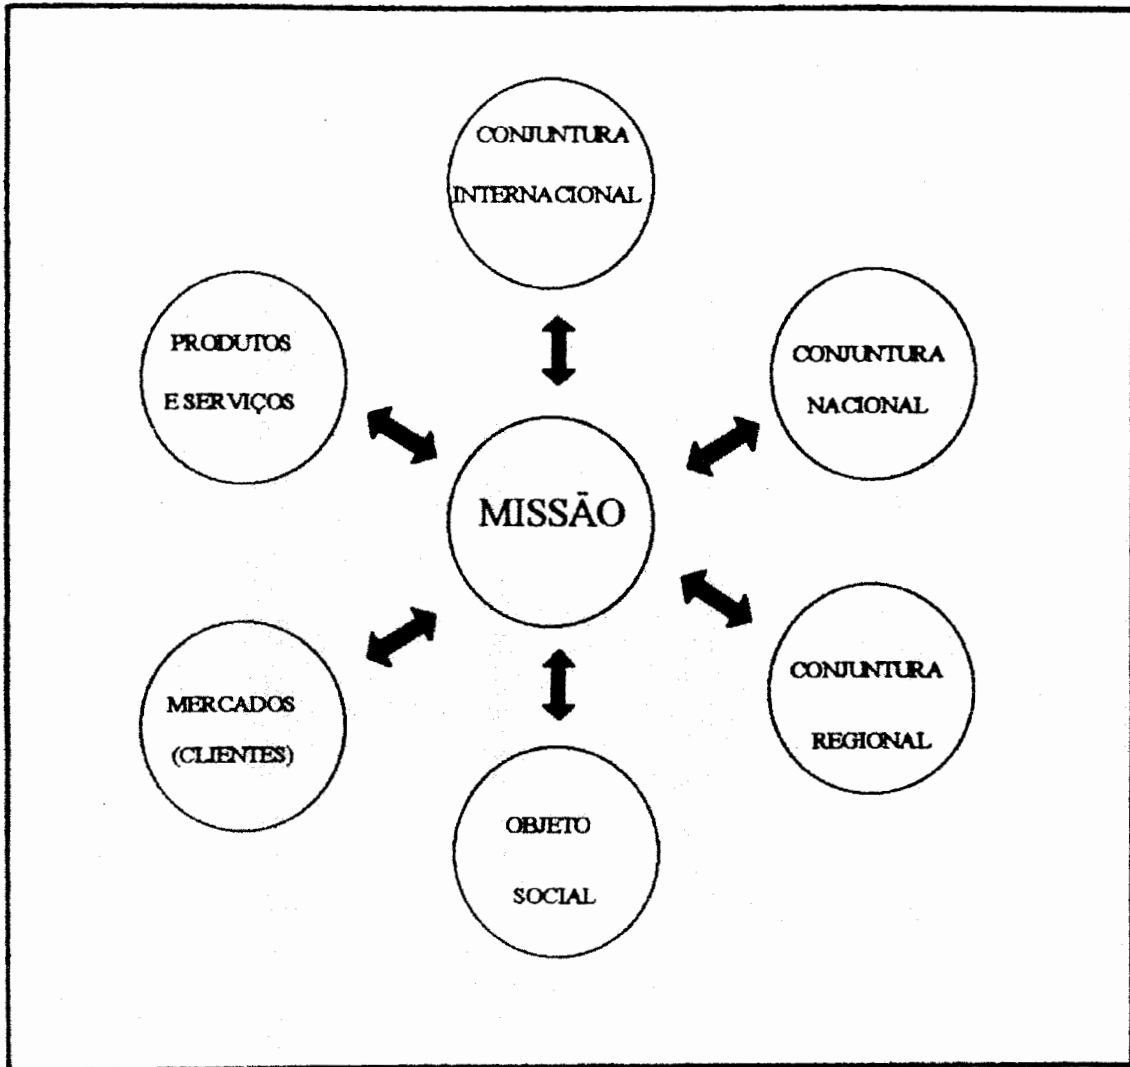 CONJUNTURA
INTERNACIONAL
CONJUNTURA
NACIONAL
CONJUNTURA
REGIONAL
OBJETO
SOCIAL
MERCADOS
(CLIENTES)
PRODUTOS
E SERVIÇOS
MISSÃO